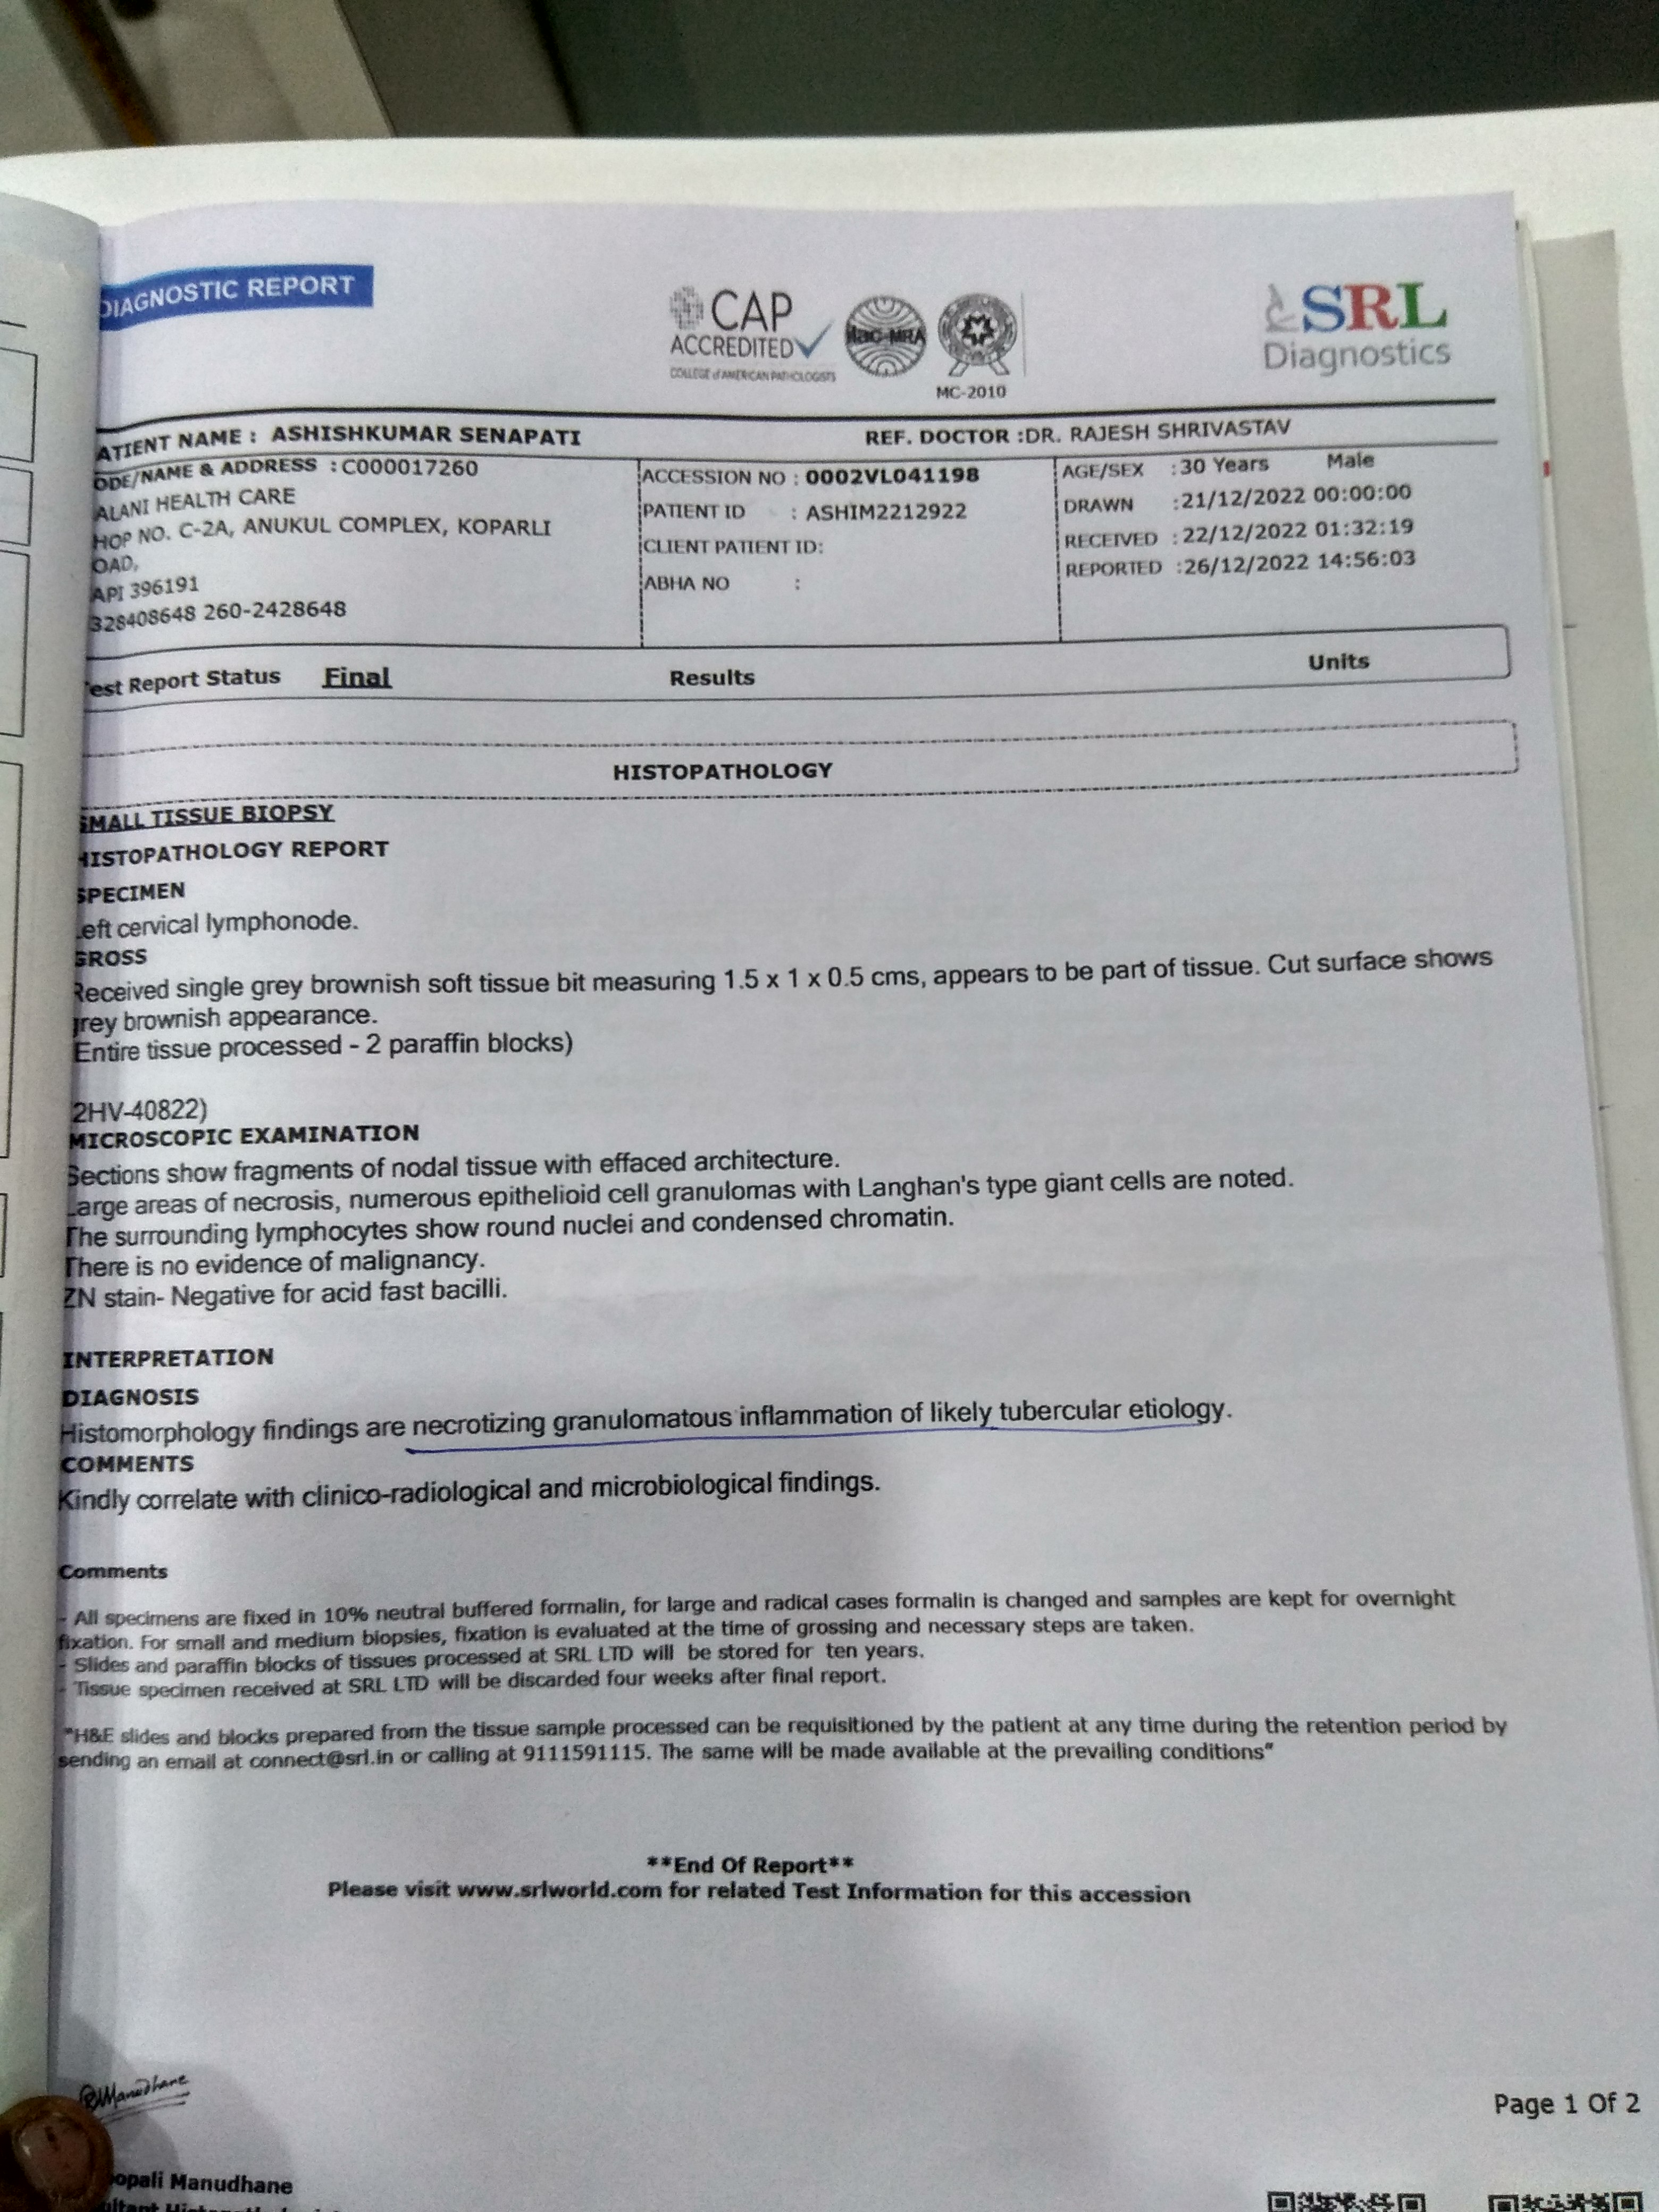 DIAGNOSTIC REPORT
CAP
ACCREDITED
COLLEGE of AMERICAN PATHOLOGISTS
ilac-MRA
MC-2010
SRL
Diagnostics
ATIENT NAME : ASHISHKUMAR SENAPATI
REF. DOCTOR :DR. RAJESH SHRIVASTAV
ODE/NAME & ADDRESS :C000017260
ALANI HEALTH CARE
HOP NO. C-2A, ANUKUL COMPLEX, KOPARLI
OAD,
API 396191
328408648 260-2428648
ACCESSION NO : 0002VL041198
PATIENT ID : ASHIM2212922
CLIENT PATIENT ID:
ABHA NO :
AGE/SEX :30 Years Male
DRAWN :21/12/2022 00:00:00
RECEIVED :22/12/2022 01:32:19
REPORTED :26/12/2022 14:56:03
Test Report Status Final Results Units
HISTOPATHOLOGY
SMALL TISSUE BIOPSY
HISTOPATHOLOGY REPORT
SPECIMEN
Left cervical lymphonode.
GROSS
Received single grey brownish soft tissue bit measuring 1.5 x 1 x 0.5 cms, appears to be part of tissue. Cut surface shows
grey brownish appearance.
Entire tissue processed - 2 paraffin blocks)
2HV-40822)
MICROSCOPIC EXAMINATION
Sections show fragments of nodal tissue with effaced architecture.
Large areas of necrosis, numerous epithelioid cell granulomas with Langhan's type giant cells are noted.
The surrounding lymphocytes show round nuclei and condensed chromatin.
There is no evidence of malignancy.
ZN stain- Negative for acid fast bacilli.
INTERPRETATION
DIAGNOSIS
Histomorphology findings are necrotizing granulomatous inflammation of likely tubercular etiology.
COMMENTS
Kindly correlate with clinico-radiological and microbiological findings.
Comments
- All specimens are fixed in 10% neutral buffered formalin, for large and radical cases formalin is changed and samples are kept for overnight
fixation. For small and medium biopsies, fixation is evaluated at the time of grossing and necessary steps are taken.
- Slides and paraffin blocks of tissues processed at SRL LTD will be stored for ten years.
- Tissue specimen received at SRL LTD will be discarded four weeks after final report.
"H&E slides and blocks prepared from the tissue sample processed can be requisitioned by the patient at any time during the retention period by
sending an email at connect@srl.in or calling at 9111591115. The same will be made available at the prevailing conditions"
**End Of Report**
Please visit www.srlworld.com for related Test Information for this accession
Manudhane
Page 1 Of 2
opali Manudhane